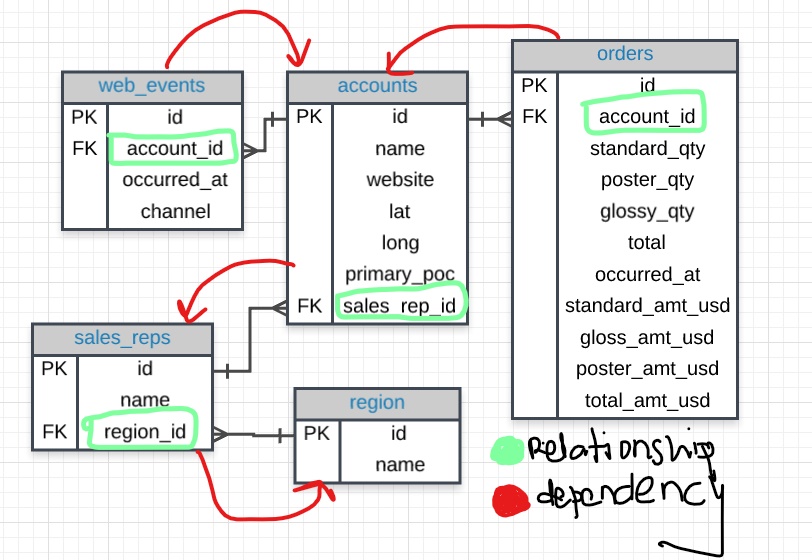 web_events
PK id
FK account_id
occurred_at
channel
accounts
PK id
name
website
lat
long
primary_poc
FK sales_rep_id
orders
PK id
FK account_id
standard_qty
poster_qty
glossy_qty
total
occurred_at
standard_amt_usd
gloss_amt_usd
poster_amt_usd
total_amt_usd
sales_reps
PK id
name
FK region_id
region
PK id
name
Relationship
dependency